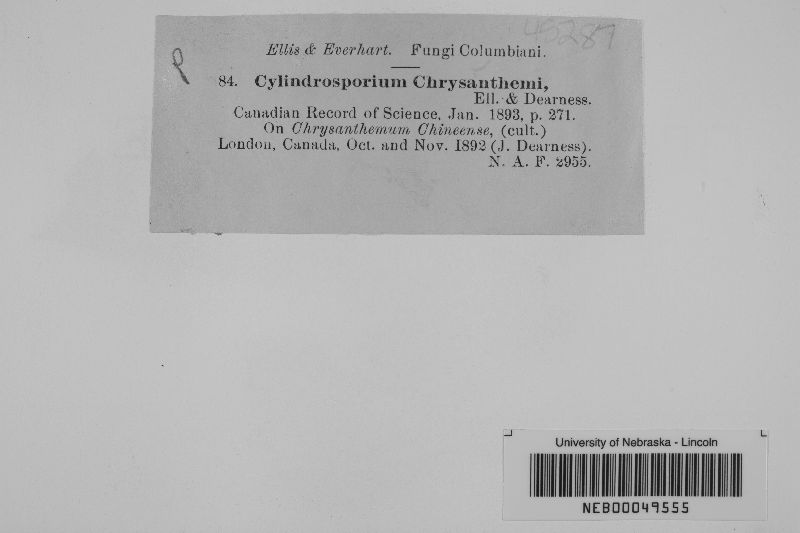 45287
Ellis & Everhart. Fungi Columbiani.
84. Cylindrosporium Chrysanthemi,
Ell. & Dearness.
Canadian Record of Science, Jan. 1893, p. 271.
On Chrysanthemum Chineense, (cult.)
London, Canada, Oct. and Nov. 1892 (J. Dearness).
N. A. F. 2955.
University of Nebraska - Lincoln
NEB00049555